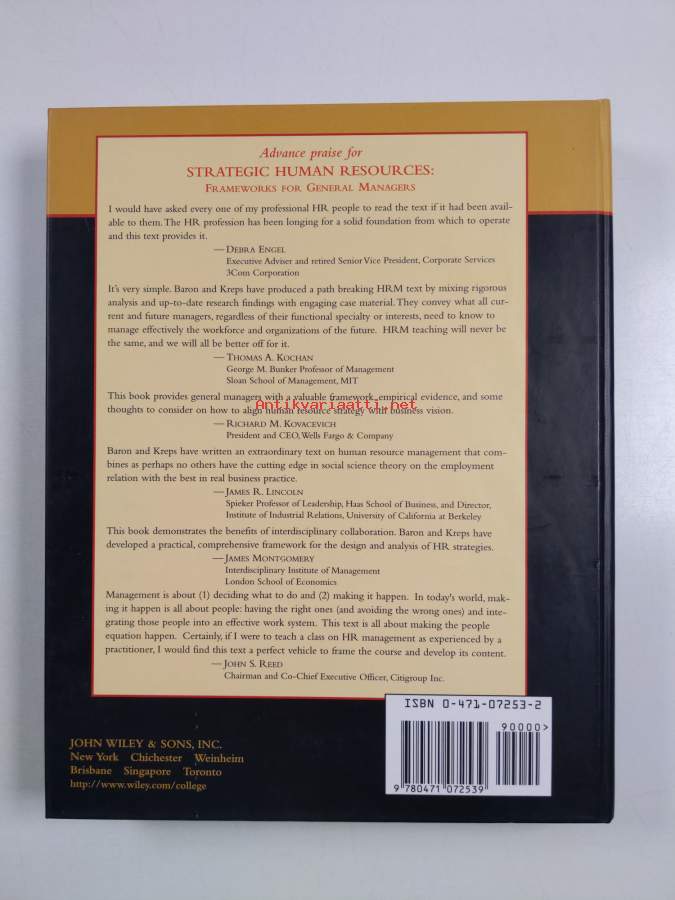 Advance praise for
STRATEGIC HUMAN RESOURCES:
FRAMEWORKS FOR GENERAL MANAGERS
I would have asked every one of my professional HR people to read the text if it had been avail-
able to them. The HR profession has been longing for a solid foundation from which to operate
and this text provides it.
— DEBRA ENGEL
Executive Adviser and retired Senior Vice President, Corporate Services
3Com Corporation
It's very simple. Baron and Kreps have produced a path breaking HRM text by mixing rigorous
analysis and up-to-date research findings with engaging case material. They convey what all cur-
rent and future managers, regardless of their functional specialty or interests, need to know to
manage effectively the workforce and organizations of the future. HRM teaching will never be
the same, and we will all be better off for it.
— THOMAS A. KOCHAN
George M. Bunker Professor of Management
Sloan School of Management, MIT
This book provides general managers with a valuable framework, empirical evidence, and some
Antikvariaatti.net
thoughts to consider on how to align human resource strategy with business vision.
— RICHARD M. KOVACEVICH
President and CEO, Wells Fargo & Company
Baron and Kreps have written an extraordinary text on human resource management that com-
bines as perhaps no others have the cutting edge in social science theory on the employment
relation with the best in real business practice.
— JAMES R. LINCOLN
Spieker Professor of Leadership, Haas School of Business, and Director,
Institute of Industrial Relations, University of California at Berkeley
This book demonstrates the benefits of interdisciplinary collaboration. Baron and Kreps have
developed a practical, comprehensive framework for the design and analysis of HR strategies.
— JAMES MONTGOMERY
Interdisciplinary Institute of Management
London School of Economics
Management is about (1) deciding what to do and (2) making it happen. In today's world, mak-
ing it happen is all about people: having the right ones (and avoiding the wrong ones) and inte-
grating those people into an effective work system. This text is all about making the people
equation happen. Certainly, if I were to teach a class on HR management as experienced by a
practitioner, I would find this text a perfect vehicle to frame the course and develop its content.
— JOHN S. REED
Chairman and Co-Chief Executive Officer, Citigroup Inc.
ISBN 0-471-07253-2
90000>
9 780471 072539
JOHN WILEY & SONS, INC.
New York Chichester Weinheim
Brisbane Singapore Toronto
http://www.wiley.com/college